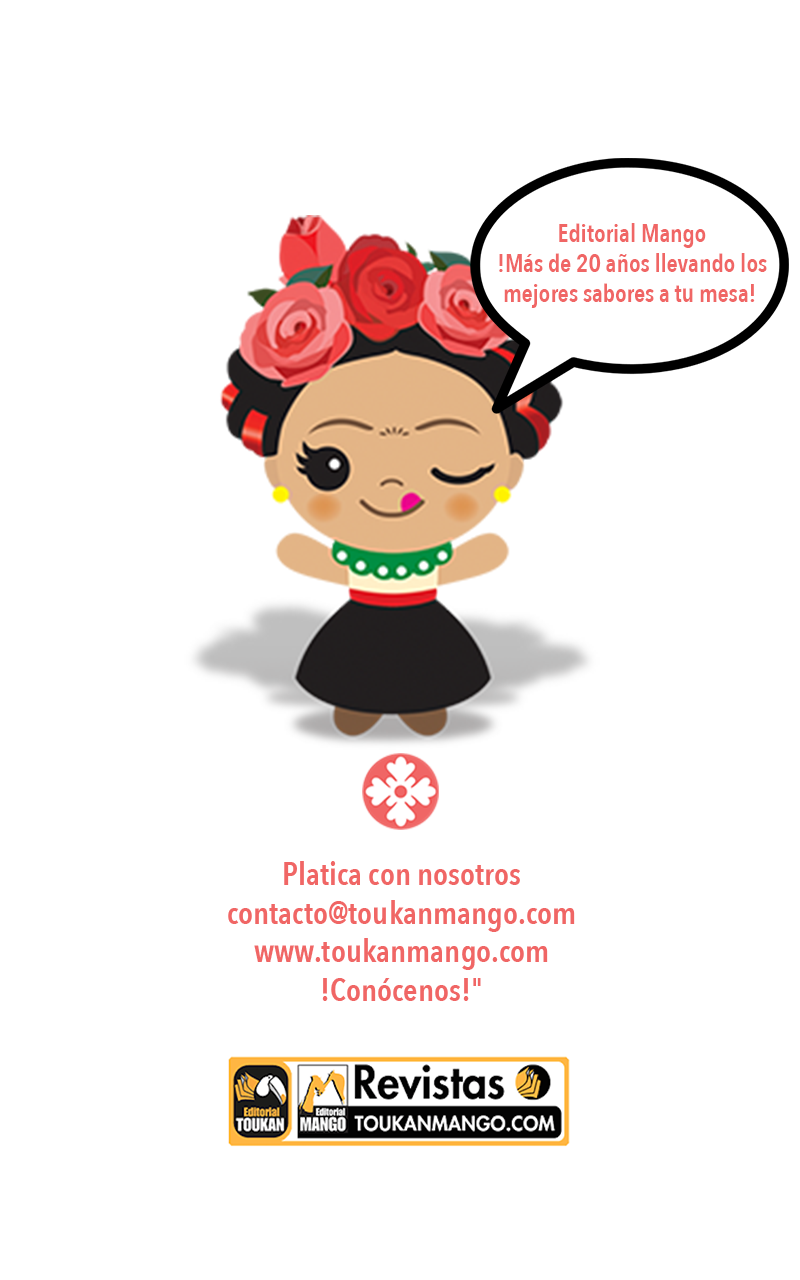 Editorial Mango
!Más de 20 años llevando los
mejores sabores a tu mesa!
Platica con nosotros
contacto@toukanmango.com
www.toukanmango.com
!Conócenos!"
Editorial
TOUKAN
Editorial
MANGO
Revistas
TOUKANMANGO.COM